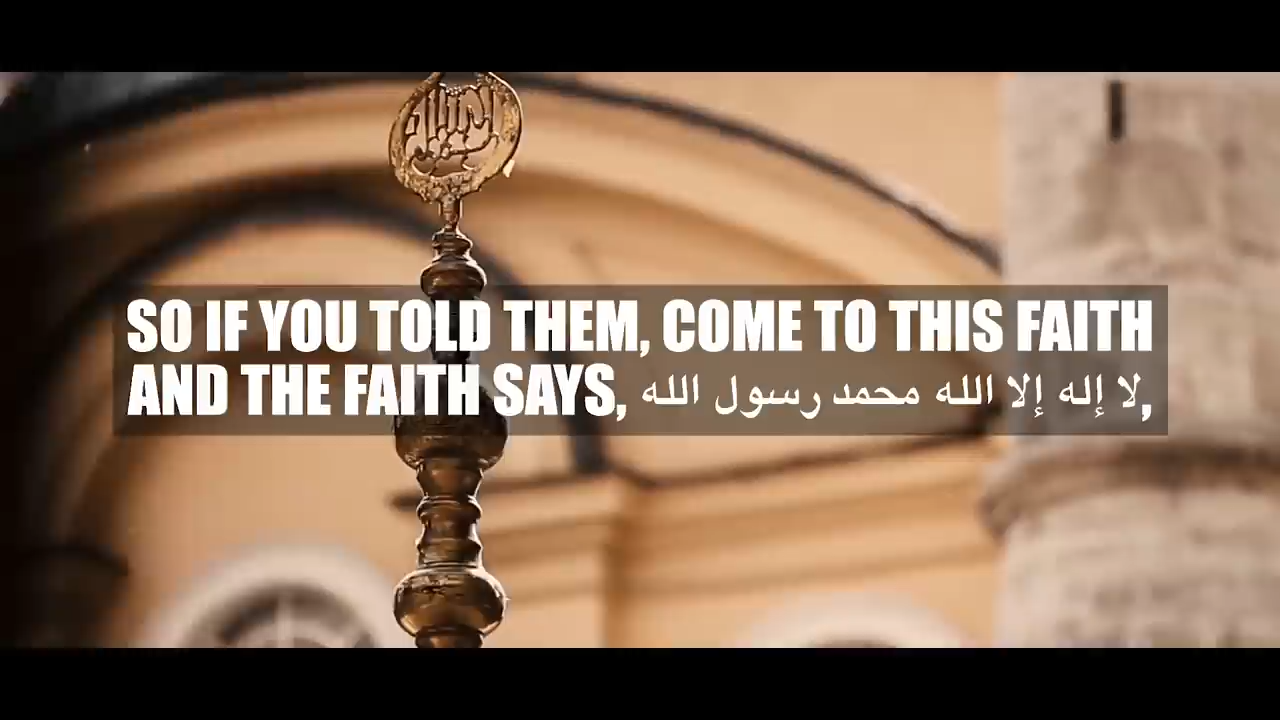 SO IF YOU TOLD THEM, COME TO THIS FAITH
AND THE FAITH SAYS, لا إله إلا الله محمد رسول الله,